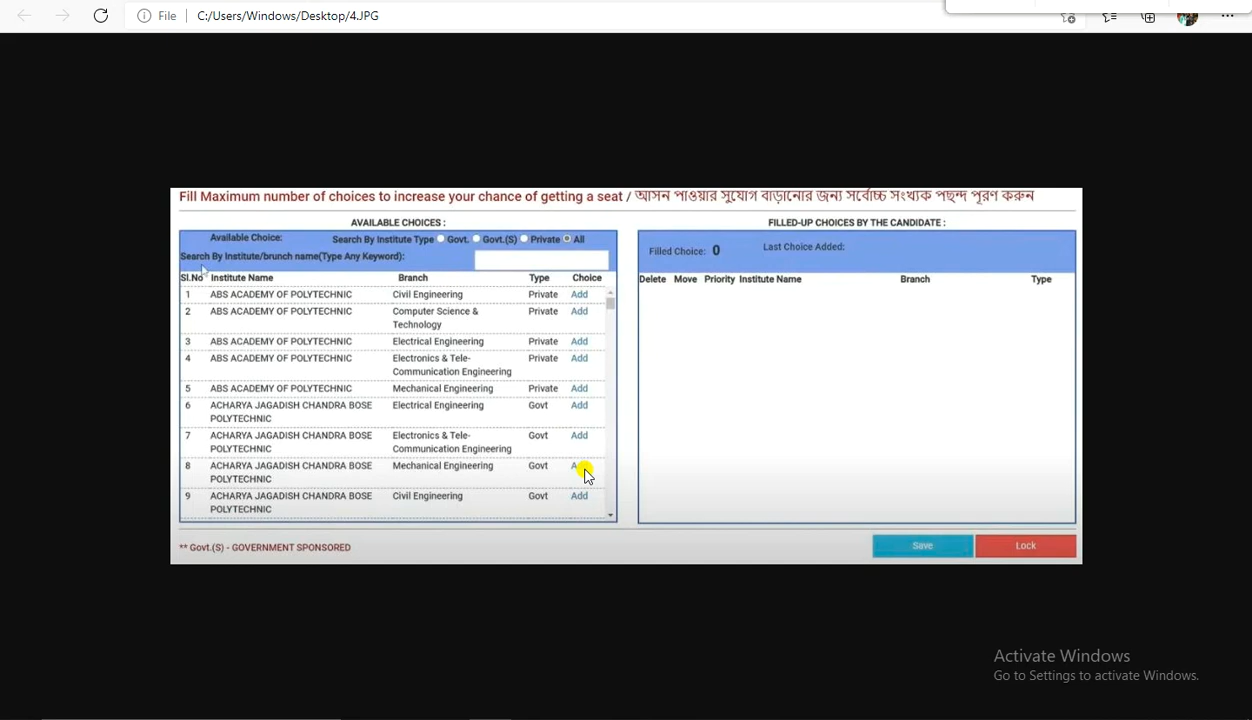 File
C:/Users/Windows/Desktop/4.JPG
Fill Maximum number of choices to increase your chance of getting a seat / আসন পাওয়ার সুযোগ বাড়ানোর জন্য সর্বোচ্চ সংখ্যক পছন্দ পূরণ করুন
AVAILABLE CHOICES :
Available Choice: Search By Institute Type Govt. Govt.(S) Private All
Search By Institute/brunch name(Type Any Keyword):
Sl.No Institute Name Branch Type Choice
1 ABS ACADEMY OF POLYTECHNIC Civil Engineering Private Add
2 ABS ACADEMY OF POLYTECHNIC Computer Science & Private Add
Technology
3 ABS ACADEMY OF POLYTECHNIC Electrical Engineering Private Add
4 ABS ACADEMY OF POLYTECHNIC Electronics & Tele- Private Add
Communication Engineering
5 ABS ACADEMY OF POLYTECHNIC Mechanical Engineering Private Add
6 ACHARYA JAGADISH CHANDRA BOSE Electrical Engineering Govt Add
POLYTECHNIC
7 ACHARYA JAGADISH CHANDRA BOSE Electronics & Tele- Govt Add
POLYTECHNIC Communication Engineering
8 ACHARYA JAGADISH CHANDRA BOSE Mechanical Engineering Govt
POLYTECHNIC
9 ACHARYA JAGADISH CHANDRA BOSE Civil Engineering Govt Add
POLYTECHNIC
** Govt.(S) - GOVERNMENT SPONSORED
FILLED-UP CHOICES BY THE CANDIDATE :
Filled Choice: 0 Last Choice Added:
Delete Move Priority Institute Name Branch Type
Save Lock
Activate Windows
Go to Settings to activate Windows.